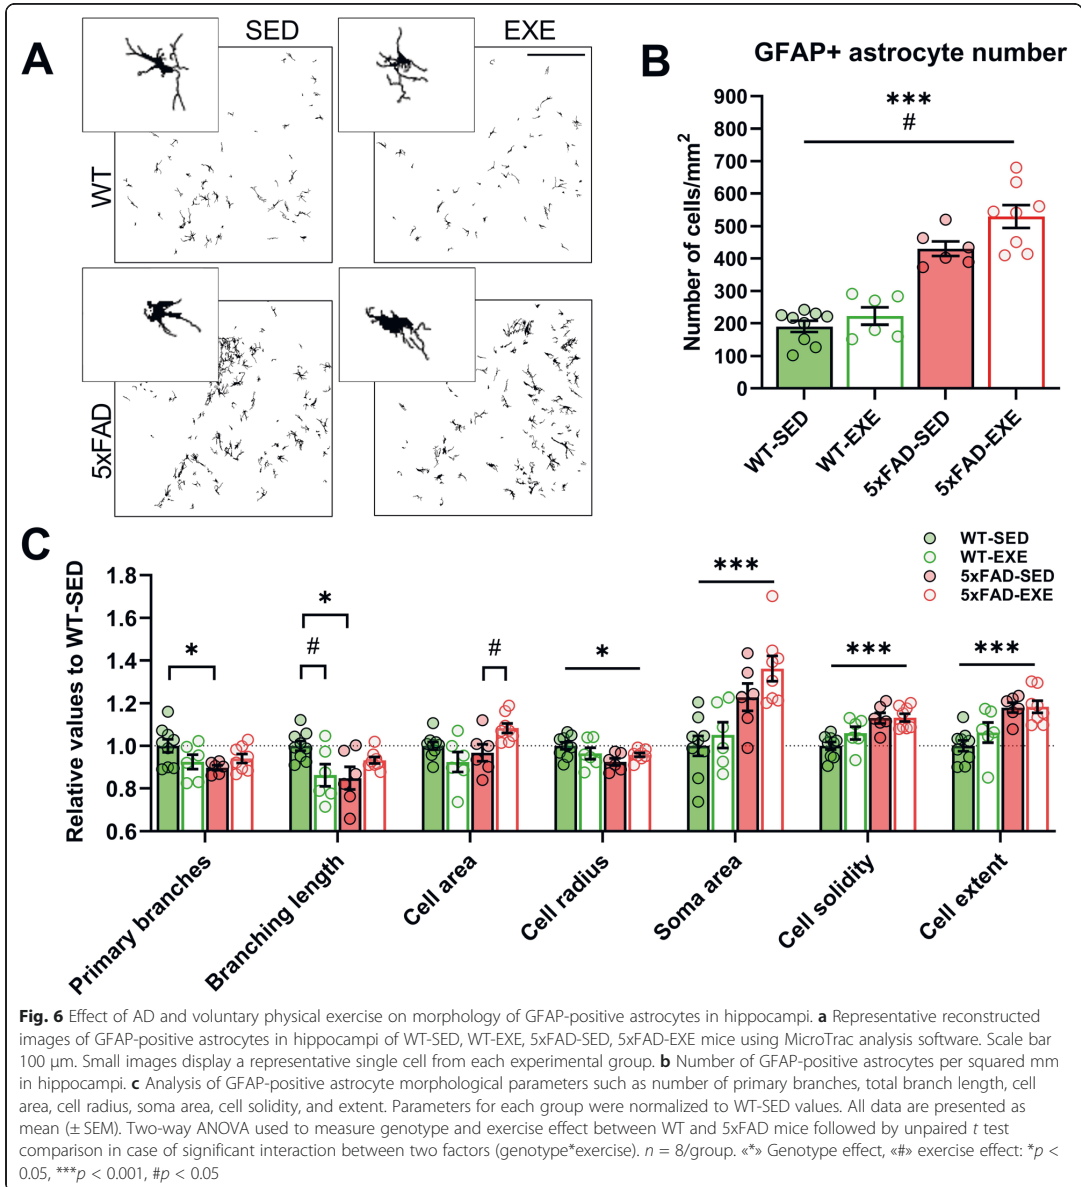 A
SED
EXE
WT
5xFAD
B
GFAP+ astrocyte number
Number of cells/mm²
900
800
700
600
500
400
300
200
100
0
***
#
WT-SED
WT-EXE
5xFAD-SED
5xFAD-EXE
C
WT-SED
WT-EXE
5xFAD-SED
5xFAD-EXE
Relative values to WT-SED
1.8
1.6
1.4
1.2
1.0
0.8
0.6
*
*
#
#
*
***
***
***
Primary branches
Branching length
Cell area
Cell radius
Soma area
Cell solidity
Cell extent
Fig. 6 Effect of AD and voluntary physical exercise on morphology of GFAP-positive astrocytes in hippocampi. a Representative reconstructed
images of GFAP-positive astrocytes in hippocampi of WT-SED, WT-EXE, 5xFAD-SED, 5xFAD-EXE mice using MicroTrac analysis software. Scale bar
100 μm. Small images display a representative single cell from each experimental group. b Number of GFAP-positive astrocytes per squared mm
in hippocampi. c Analysis of GFAP-positive astrocyte morphological parameters such as number of primary branches, total branch length, cell
area, cell radius, soma area, cell solidity, and extent. Parameters for each group were normalized to WT-SED values. All data are presented as
mean (± SEM). Two-way ANOVA used to measure genotype and exercise effect between WT and 5xFAD mice followed by unpaired t test
comparison in case of significant interaction between two factors (genotype*exercise). n = 8/group. «*» Genotype effect, «#» exercise effect: *p <
0.05, ***p < 0.001, #p < 0.05